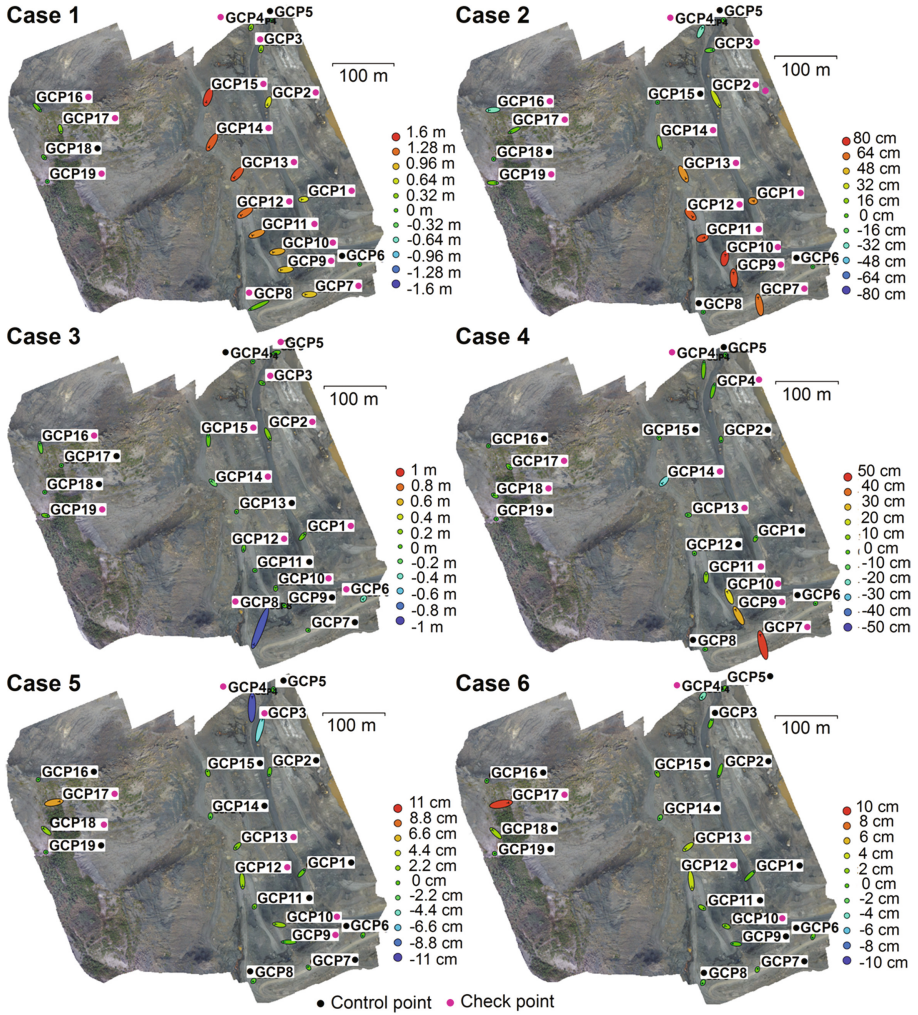 Case 1
GCP4
GCP5
GCP3
100 m
GCP15
GCP2
GCP16
GCP17
GCP14
GCP18
GCP13
GCP19
GCP1
GCP12
GCP11
GCP10
GCP6
GCP9
GCP7
GCP8
1.6 m
1.28 m
0.96 m
0.64 m
0.32 m
0 m
-0.32 m
-0.64 m
-0.96 m
-1.28 m
-1.6 m
Case 2
GCP4
GCP5
GCP3
100 m
GCP2
GCP15
GCP16
GCP17
GCP14
GCP18
GCP13
GCP19
GCP1
GCP12
GCP11
GCP10
GCP6
GCP9
GCP7
GCP8
80 cm
64 cm
48 cm
32 cm
16 cm
0 cm
-16 cm
-32 cm
-48 cm
-64 cm
-80 cm
Case 3
GCP4
GCP5
GCP3
100 m
GCP2
GCP15
GCP16
GCP17
GCP14
GCP18
GCP13
GCP19
GCP1
GCP12
GCP11
GCP10
GCP6
GCP9
GCP8
GCP7
1 m
0.8 m
0.6 m
0.4 m
0.2 m
0 m
-0.2 m
-0.4 m
-0.6 m
-0.8 m
-1 m
Case 4
GCP4
GCP5
GCP4
100 m
GCP15
GCP2
GCP16
GCP17
GCP14
GCP18
GCP19
GCP13
GCP1
GCP12
GCP11
GCP10
GCP6
GCP9
GCP7
GCP8
50 cm
40 cm
30 cm
20 cm
10 cm
0 cm
-10 cm
-20 cm
-30 cm
-40 cm
-50 cm
Case 5
GCP4
GCP5
GCP3
100 m
GCP15
GCP2
GCP16
GCP17
GCP14
GCP18
GCP13
GCP19
GCP1
GCP12
GCP11
GCP10
GCP6
GCP9
GCP7
GCP8
11 cm
8.8 cm
6.6 cm
4.4 cm
2.2 cm
0 cm
-2.2 cm
-4.4 cm
-6.6 cm
-8.8 cm
-11 cm
Case 6
GCP4
GCP5
GCP3
100 m
GCP15
GCP2
GCP16
GCP17
GCP14
GCP18
GCP13
GCP19
GCP1
GCP12
GCP11
GCP10
GCP6
GCP9
GCP7
GCP8
10 cm
8 cm
6 cm
4 cm
2 cm
0 cm
-2 cm
-4 cm
-6 cm
-8 cm
-10 cm
Control point
Check point